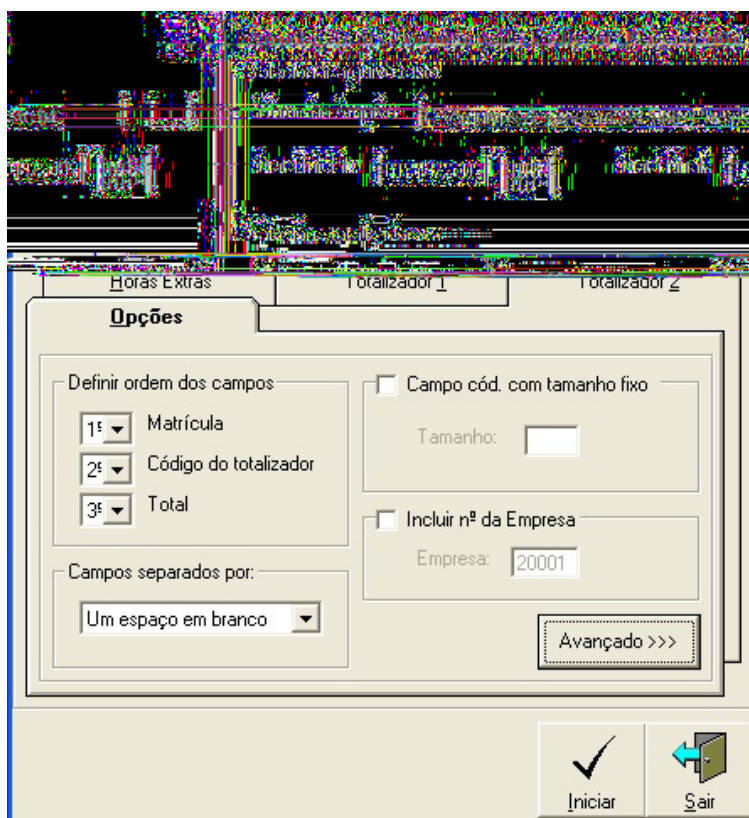 Horas Extras
Totalizador 1
Totalizador 2
Opções
Definir ordem dos campos
1º Matrícula
2º Código do totalizador
3º Total
Campos separados por:
Um espaço em branco
Campo cód. com tamanho fixo
Tamanho:
Incluir nº da Empresa
Empresa: 20001
Avançado >>>
Iniciar
Sair